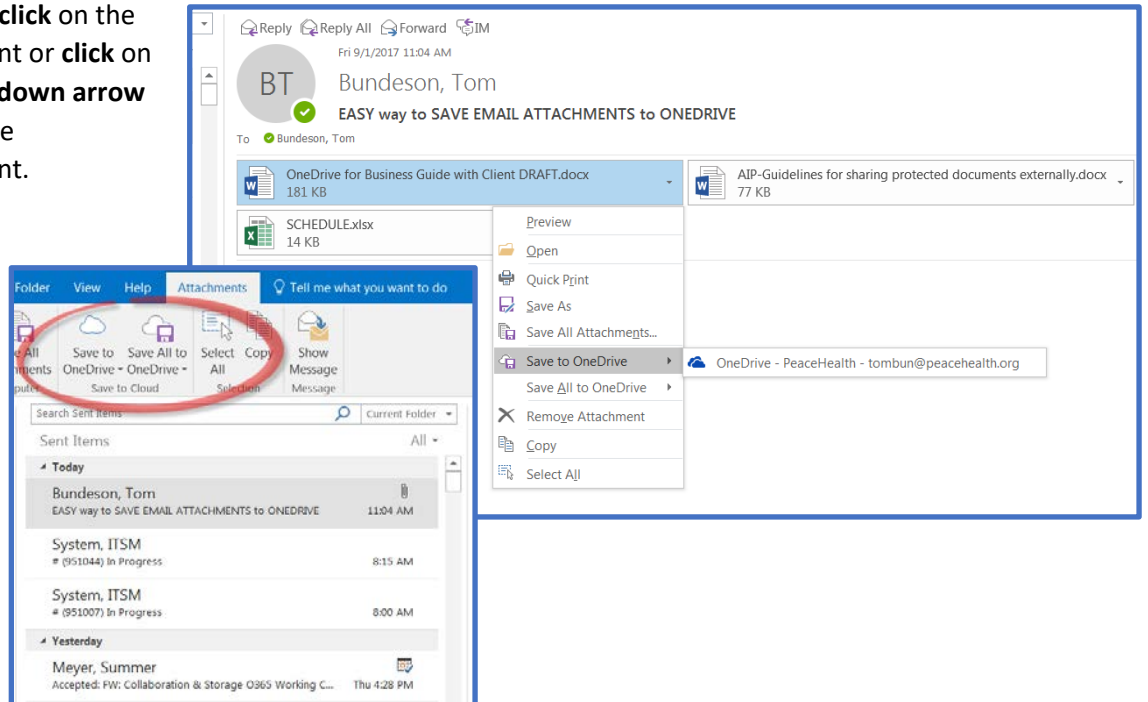 click on the
nt or click on
down arrow
e
nt.
Reply Reply All Forward IM
Fri 9/1/2017 11:04 AM
BT
Bundeson, Tom
EASY way to SAVE EMAIL ATTACHMENTS to ONEDRIVE
To Bundeson, Tom
OneDrive for Business Guide with Client DRAFT.docx
181 KB
AIP-Guidelines for sharing protected documents externally.docx
77 KB
SCHEDULE.xlsx
14 KB
Preview
Open
Quick Print
Save As
Save All Attachments...
Save to OneDrive
OneDrive - PeaceHealth - tombun@peacehealth.org
Save All to OneDrive
Remove Attachment
Copy
Select All
Folder View Help Attachments Tell me what you want to do
All Save to Save All to Select Copy Show
ments OneDrive OneDrive All Message
puter Save to Cloud Selection Message
Search Sent Items Current Folder
Sent Items All
Today
Bundeson, Tom
EASY way to SAVE EMAIL ATTACHMENTS to ONEDRIVE 11:04 AM
System, ITSM
# (951044) In Progress 8:15 AM
System, ITSM
# (951007) In Progress 8:00 AM
Yesterday
Meyer, Summer
Accepted: FW: Collaboration & Storage O365 Working C... Thu 4:28 PM